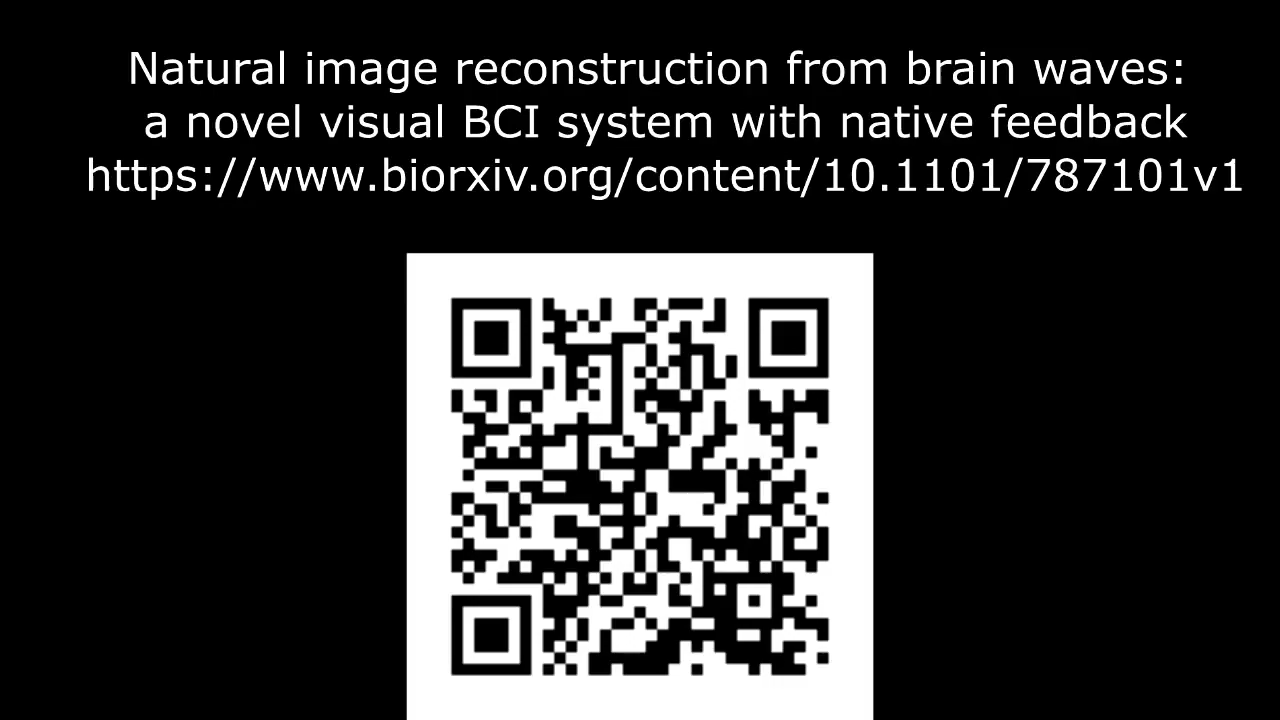 Natural image reconstruction from brain waves:
a novel visual BCI system with native feedback
https://www.biorxiv.org/content/10.1101/787101v1